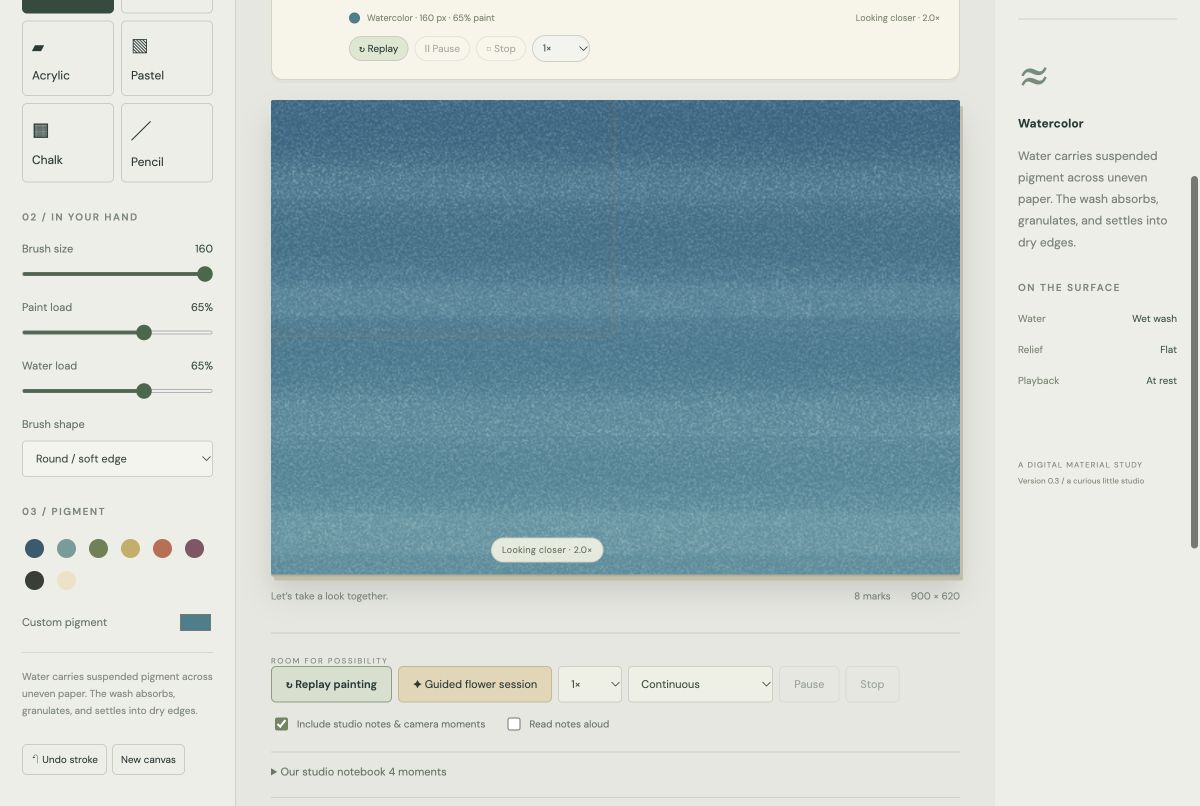 Acrylic
Pastel
Chalk
Pencil
02 / IN YOUR HAND
Brush size 160
Paint load 65%
Water load 65%
Brush shape
Round / soft edge
03 / PIGMENT
Custom pigment
Water carries suspended pigment across
uneven paper. The wash absorbs,
granulates, and settles into dry edges.
Undo stroke
New canvas
Watercolor · 160 px · 65% paint
Looking closer · 2.0×
↻ Replay
II Pause
□ Stop
1×
Looking closer · 2.0×
Let's take a look together.
8 marks
900 × 620
ROOM FOR POSSIBILITY
↻ Replay painting
✦ Guided flower session
1×
Continuous
Pause
Stop
Include studio notes & camera moments
Read notes aloud
Our studio notebook 4 moments
Watercolor
Water carries suspended
pigment across uneven
paper. The wash absorbs,
granulates, and settles into
dry edges.
ON THE SURFACE
Water Wet wash
Relief Flat
Playback At rest
A DIGITAL MATERIAL STUDY
Version 0.3 / a curious little studio